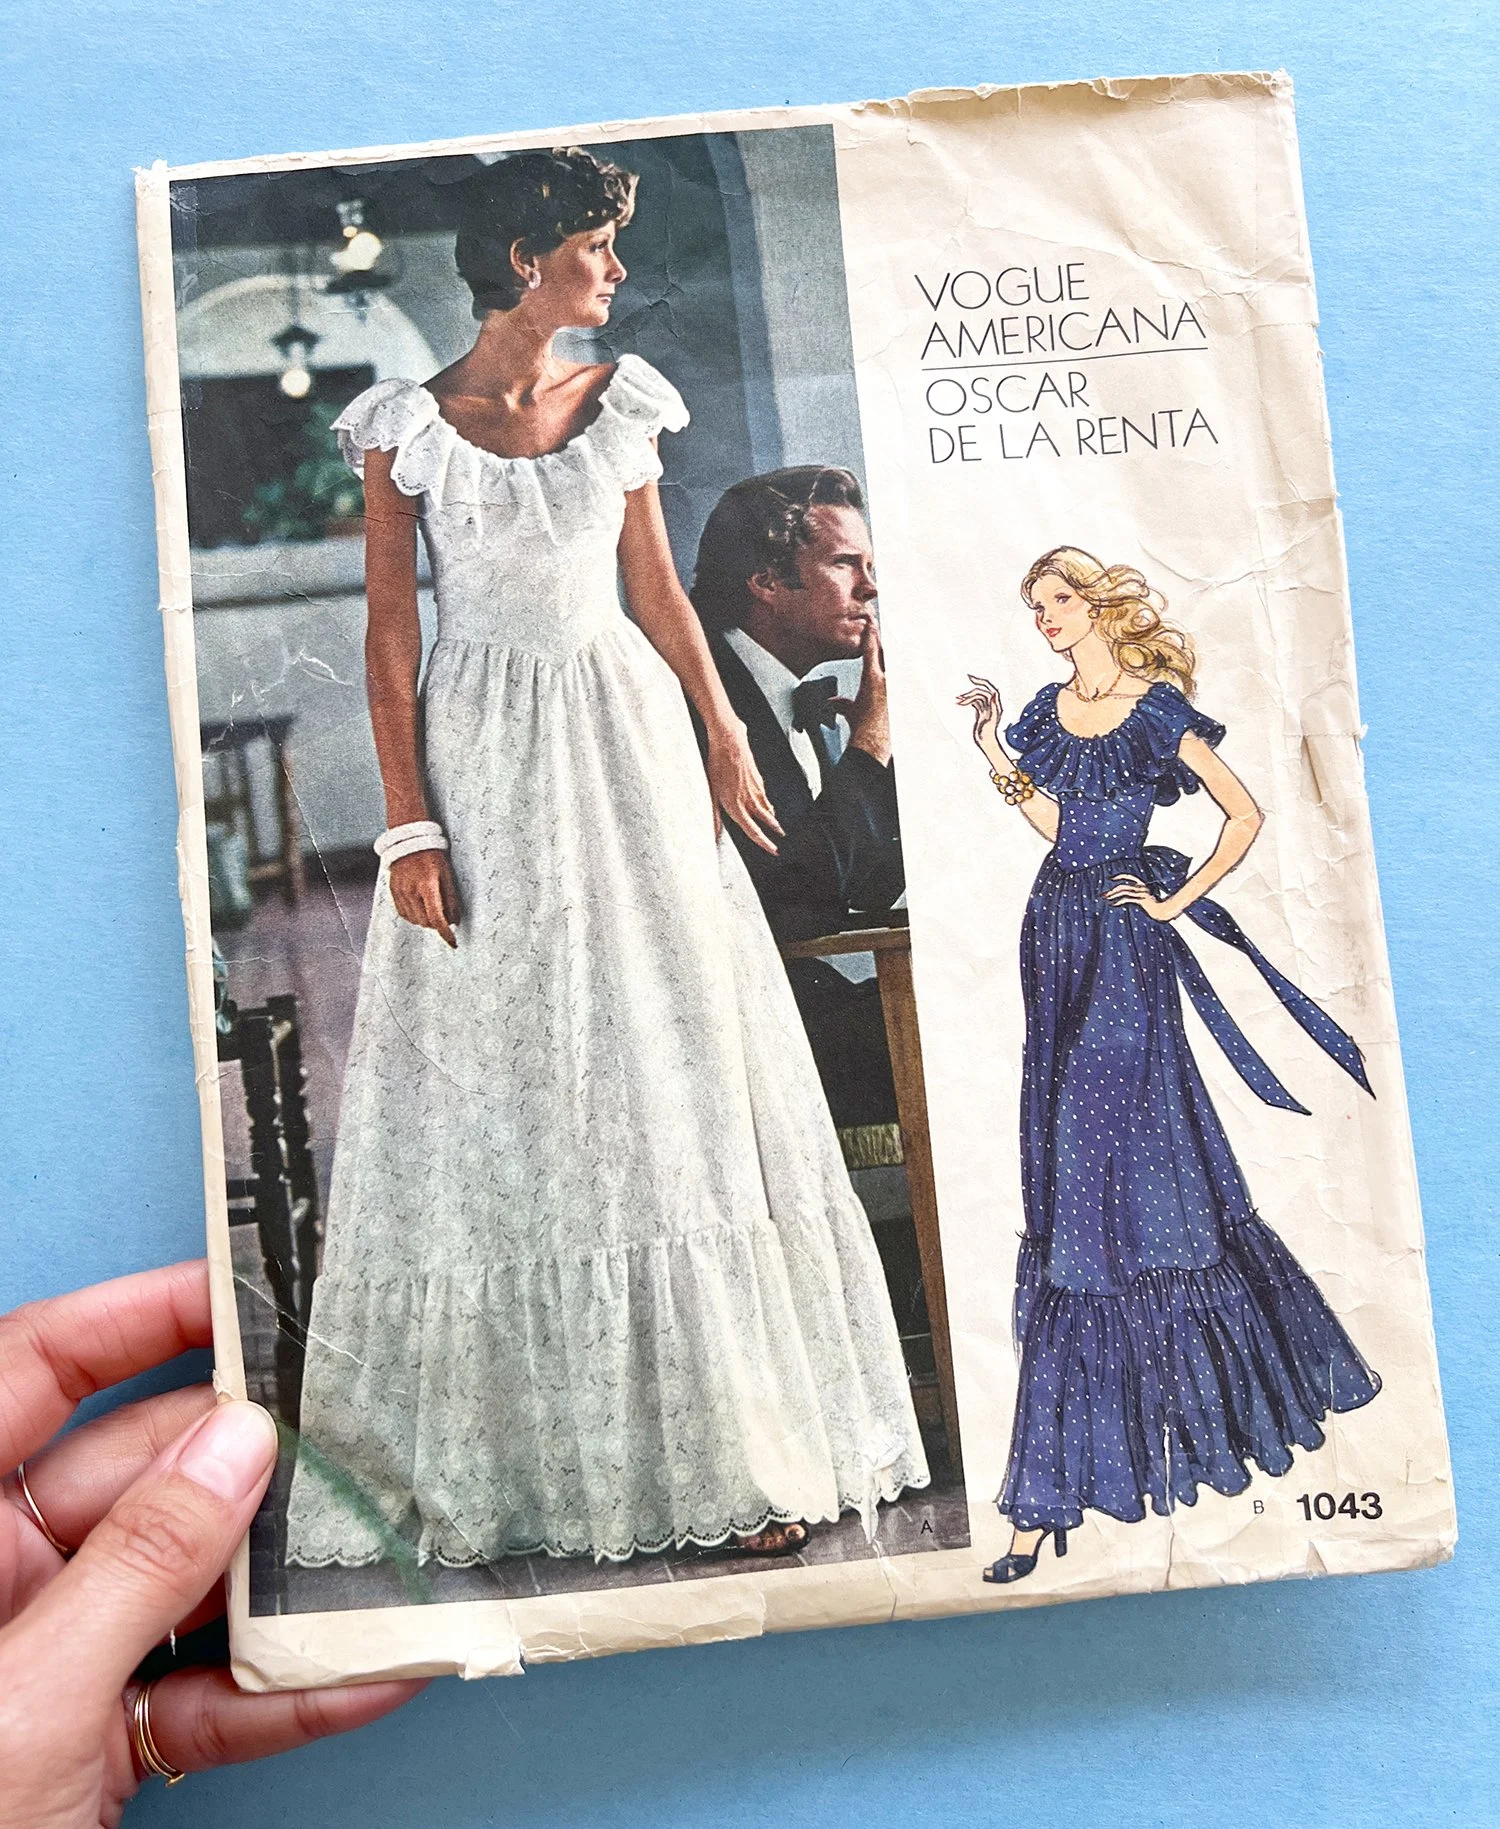 VOGUE
AMERICANA
OSCAR
DE LA RENTA
A
B 1043